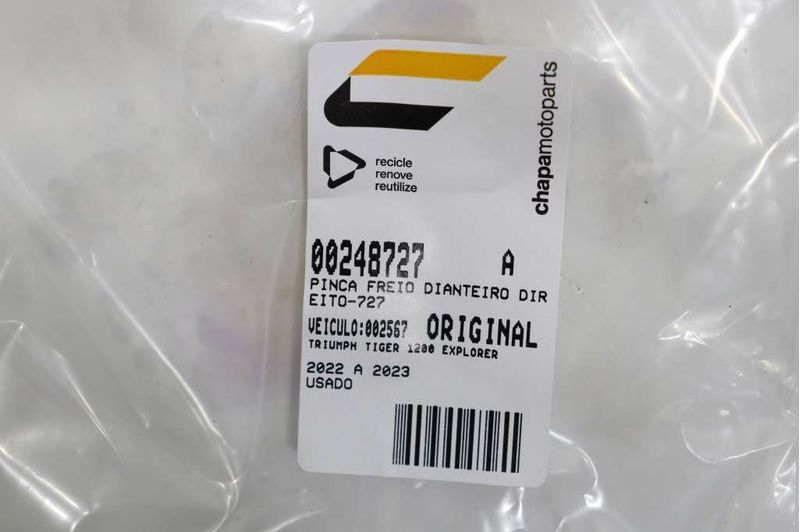 chapamotoparts
recicle
renove
reutilize
00248727 A
PINCA FREIO DIANTEIRO DIR
EITO-727
VEICULO:002567 ORIGINAL
TRIUMPH TIGER 1200 EXPLORER
2022 A 2023
USADO